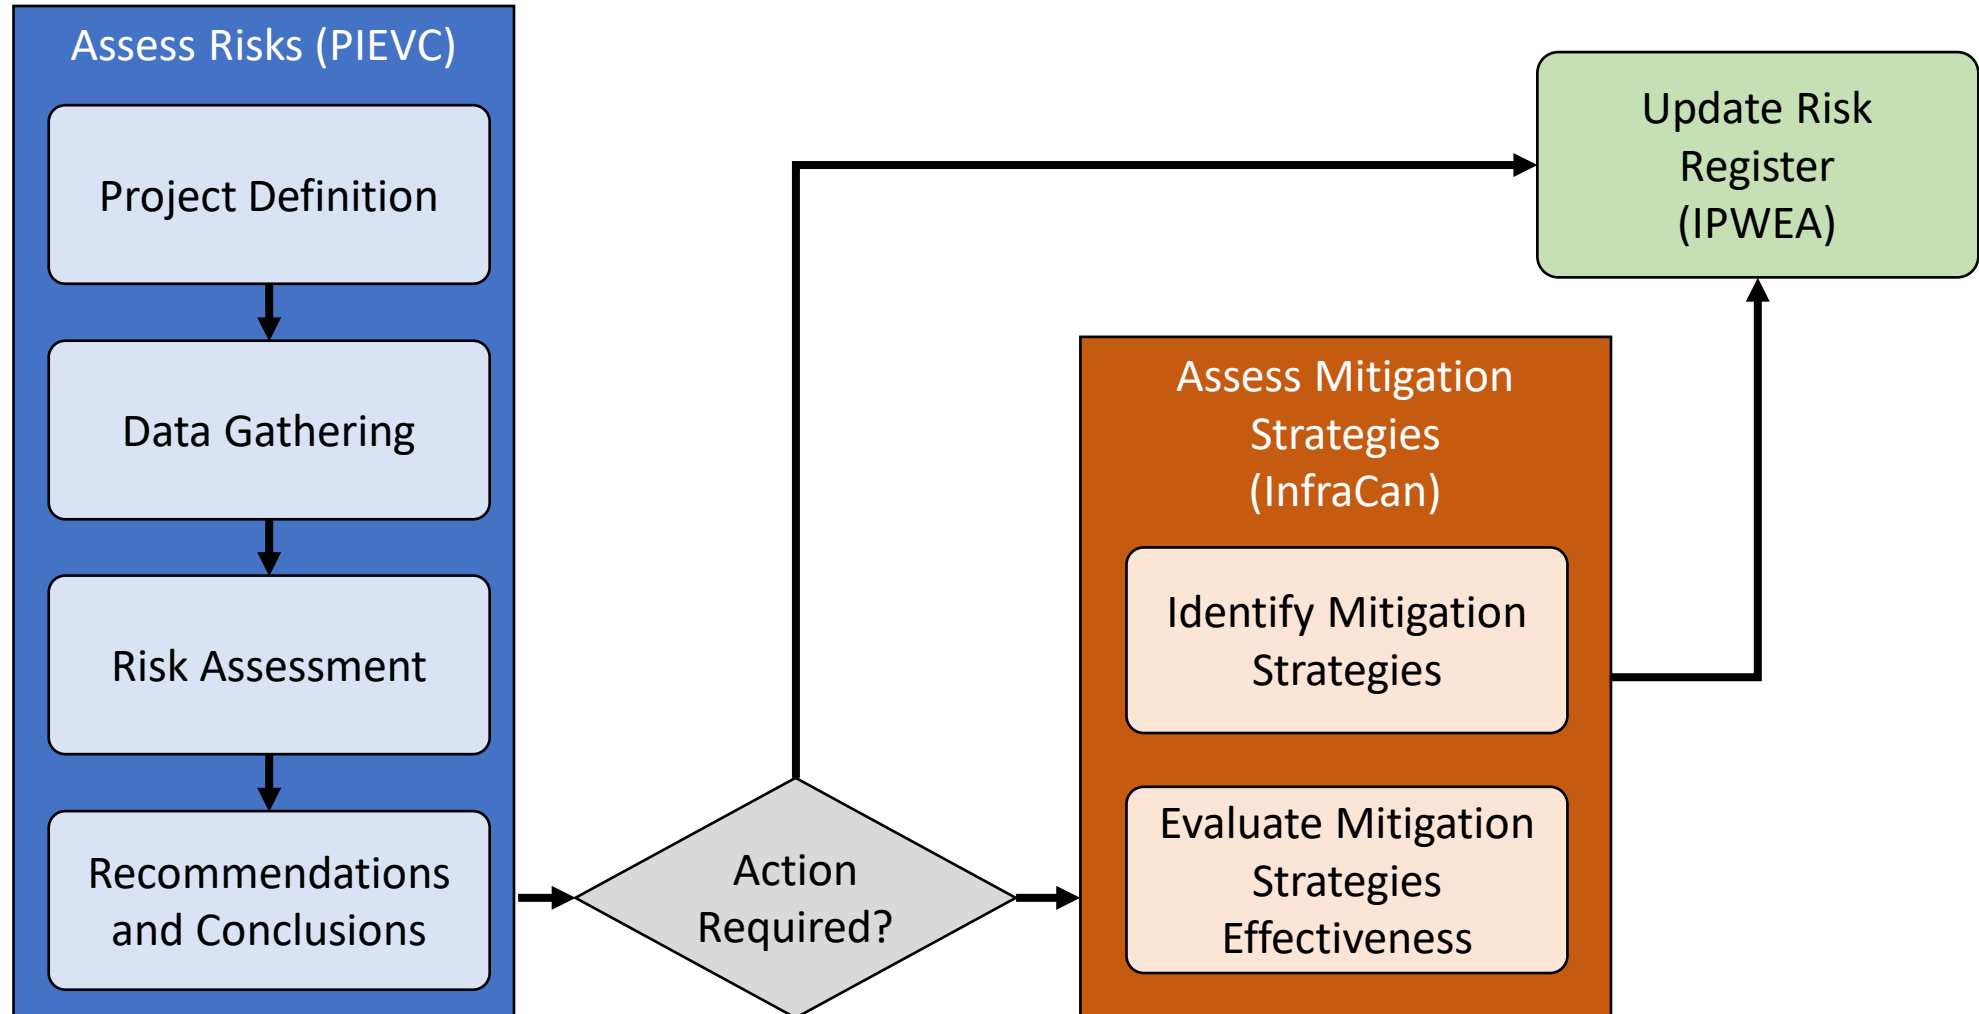 Assess Risks (PIEVC)
Project Definition
Data Gathering
Risk Assessment
Recommendations
and Conclusions
Action
Required?
Assess Mitigation
Strategies
(InfraCan)
Identify Mitigation
Strategies
Evaluate Mitigation
Strategies
Effectiveness
Update Risk
Register
(IPWEA)